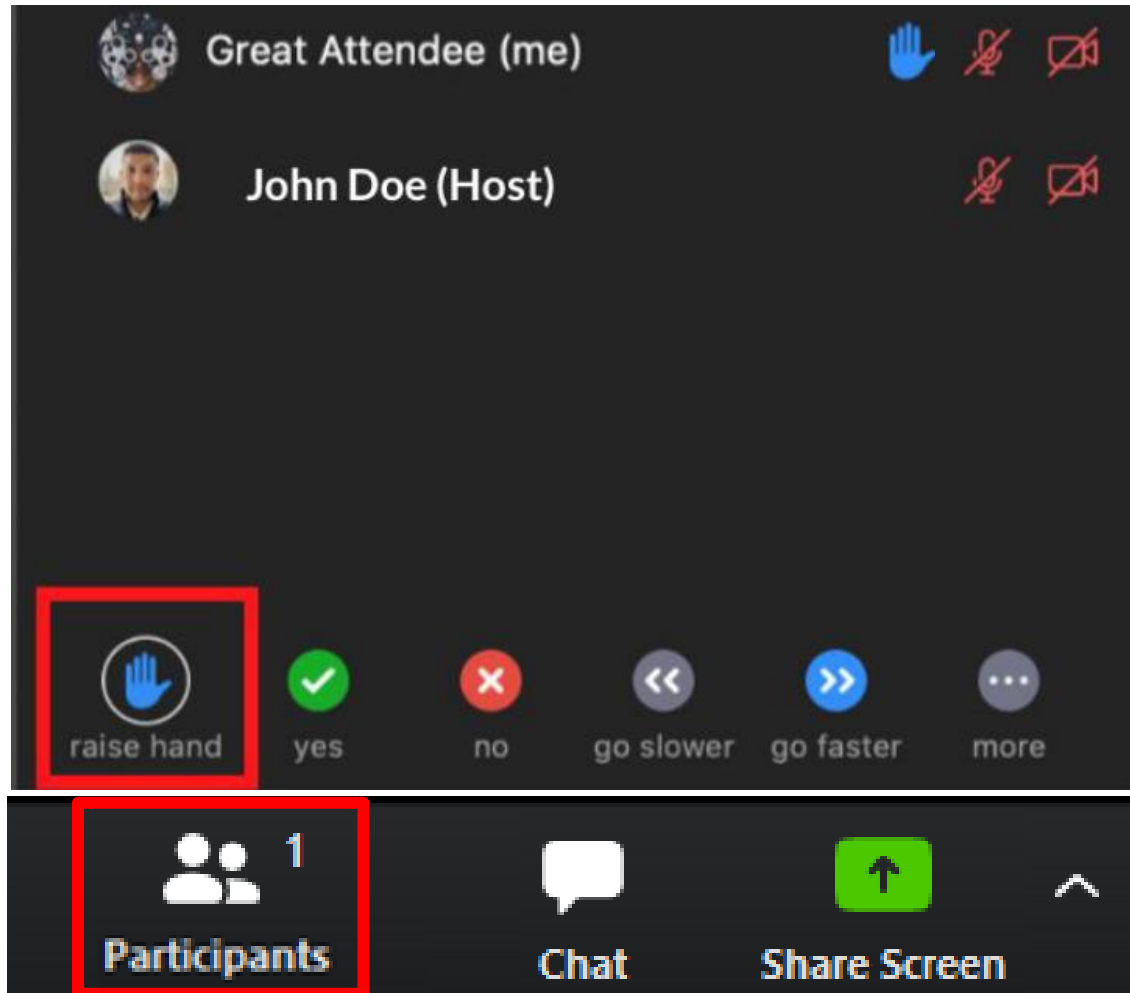 Great Attendee (me)
John Doe (Host)
raise hand yes no go slower go faster more
1
Participants Chat Share Screen